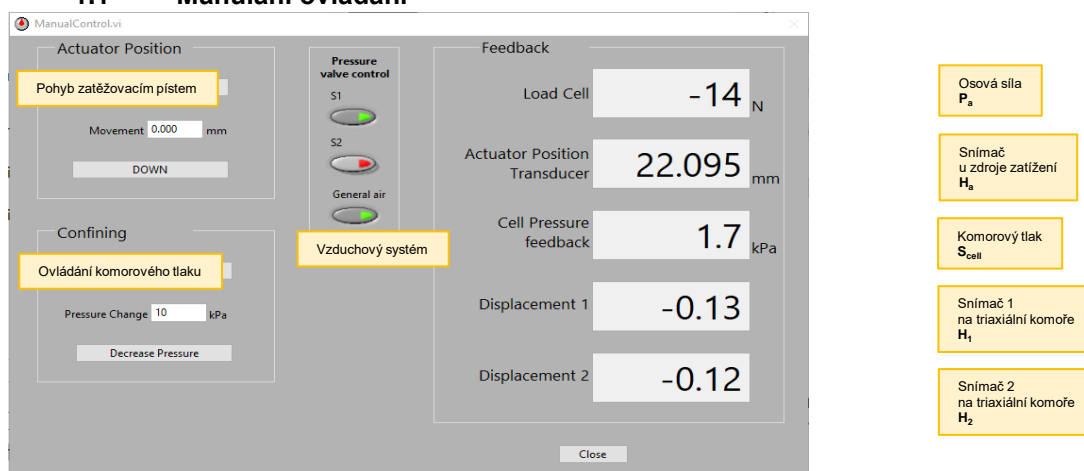 Manuální ovládání
ManualControl.vi
Actuator Position
Pohyb zatěžovacím pístem
Movement 0.000 mm
DOWN
Confining
Ovládání komorového tlaku
Pressure Change 10 kPa
Decrease Pressure
Pressure
valve control
S1
S2
General air
Vzduchový systém
Feedback
Load Cell -14 N
Actuator Position
Transducer 22.095 mm
Cell Pressure
feedback 1.7 kPa
Displacement 1 -0.13
Displacement 2 -0.12
Close
Osová síla
Pa
Snímač
u zdroje zatížení
Ha
Komorový tlak
Scell
Snímač 1
na triaxiální komoře
H1
Snímač 2
na triaxiální komoře
H2